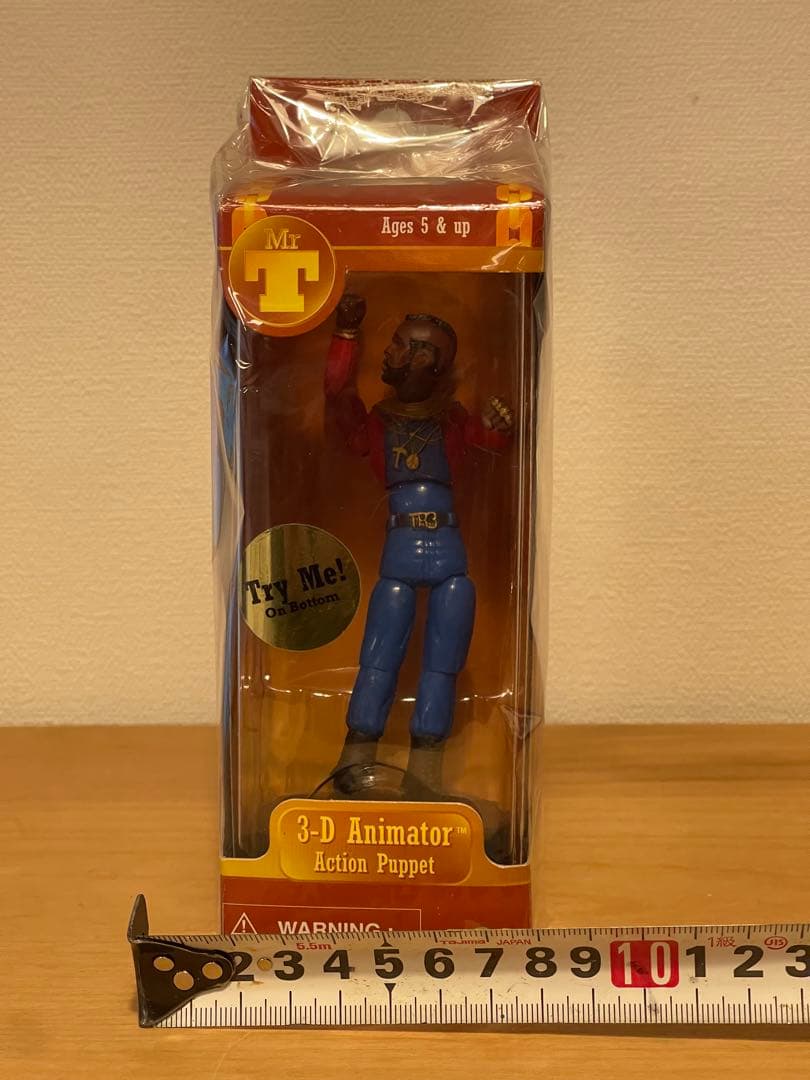 Ages 5 & up
Mr
T
T
Try Me!
On Bottom
3-D Animator™
Action Puppet
WARNING:
5.5m Tajima JAPAN 1級 JIS
2 3 4 5 6 7 8 9 10 1 2 3